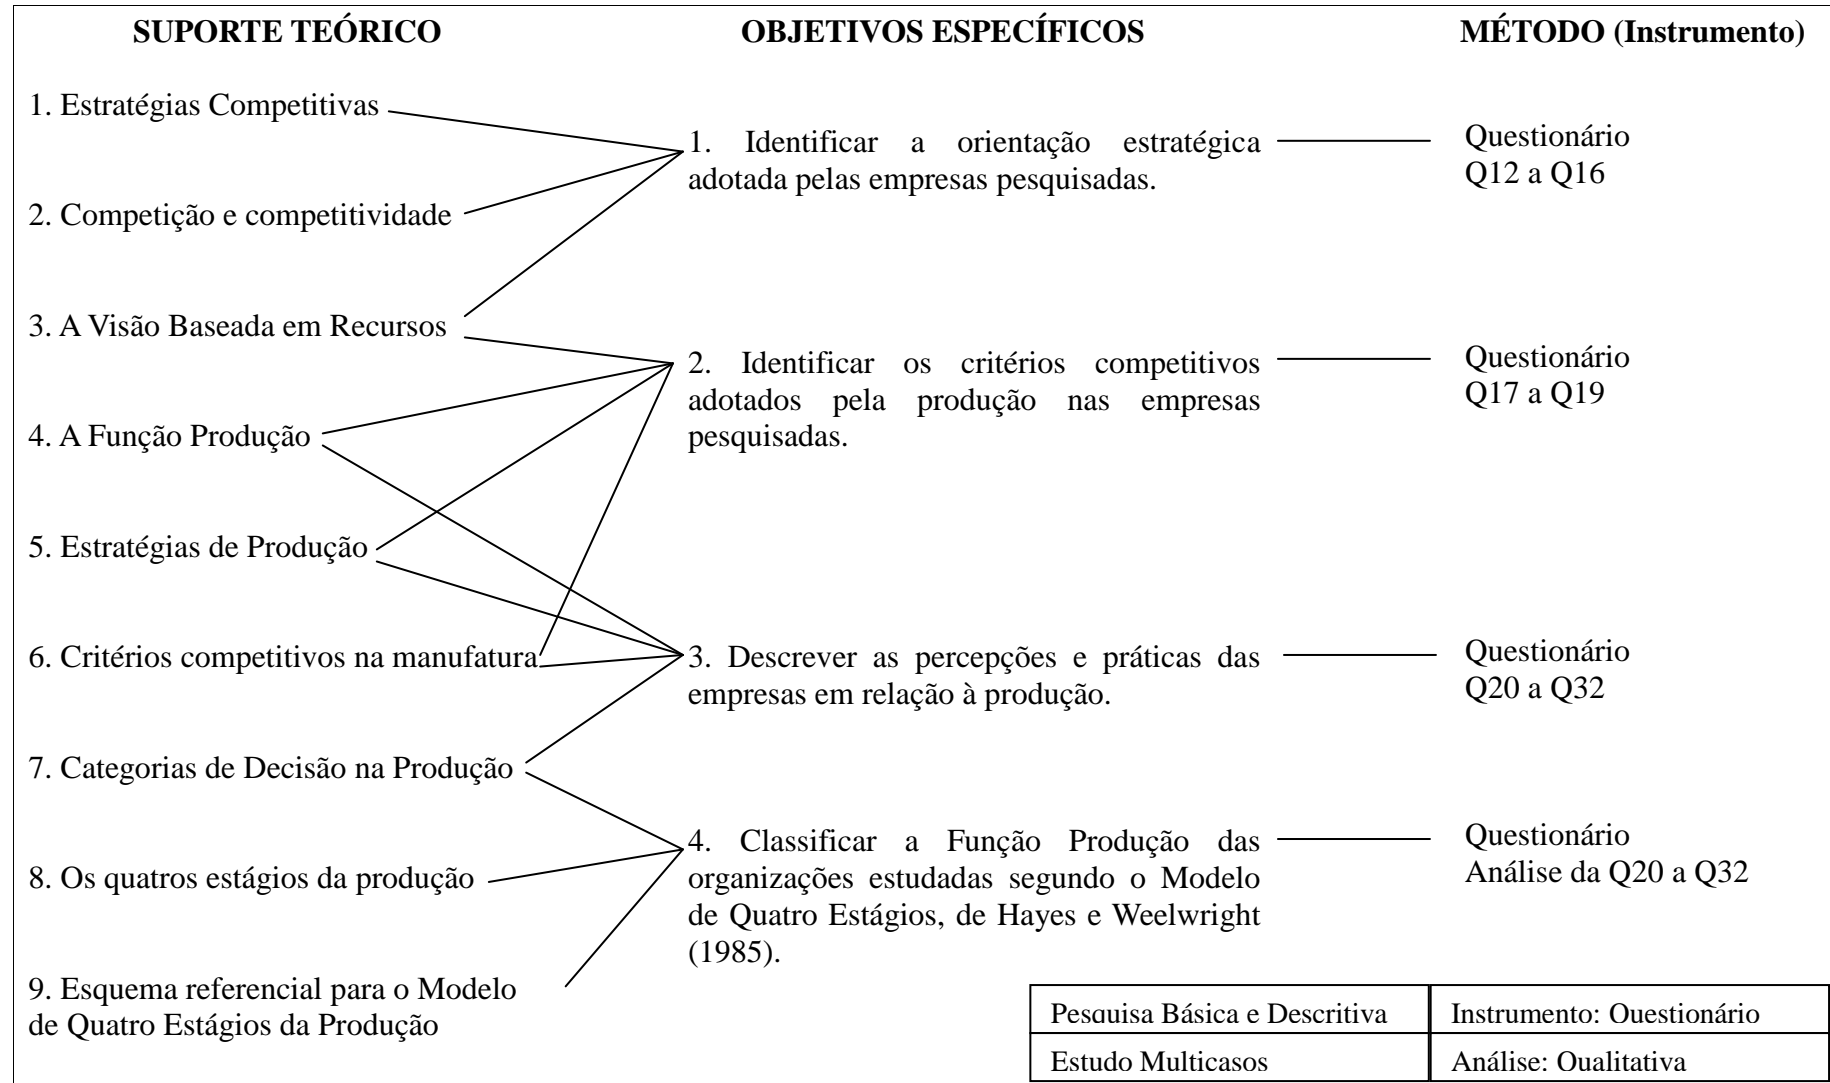 SUPORTE TEÓRICO
OBJETIVOS ESPECÍFICOS
MÉTODO (Instrumento)
1. Estratégias Competitivas
2. Competição e competitividade
3. A Visão Baseada em Recursos
4. A Função Produção
5. Estratégias de Produção
6. Critérios competitivos na manufatura
7. Categorias de Decisão na Produção
8. Os quatros estágios da produção
9. Esquema referencial para o Modelo
de Quatro Estágios da Produção
1. Identificar a orientação estratégica
adotada pelas empresas pesquisadas.
2. Identificar os critérios competitivos
adotados pela produção nas empresas
pesquisadas.
3. Descrever as percepções e práticas das
empresas em relação à produção.
4. Classificar a Função Produção das
organizações estudadas segundo o Modelo
de Quatro Estágios, de Hayes e Weelwright
(1985).
Questionário
Q12 a Q16
Questionário
Q17 a Q19
Questionário
Q20 a Q32
Questionário
Análise da Q20 a Q32
Pesquisa Básica e Descritiva
Instrumento: Questionário
Estudo Multicasos
Análise: Qualitativa